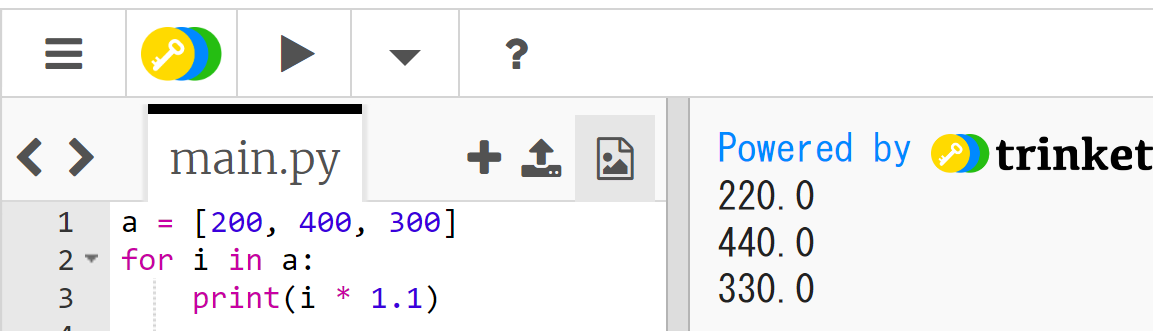 ?
main.py
Powered by trinket
1 a = [200, 400, 300]
2 for i in a:
3     print(i * 1.1)
220.0
440.0
330.0